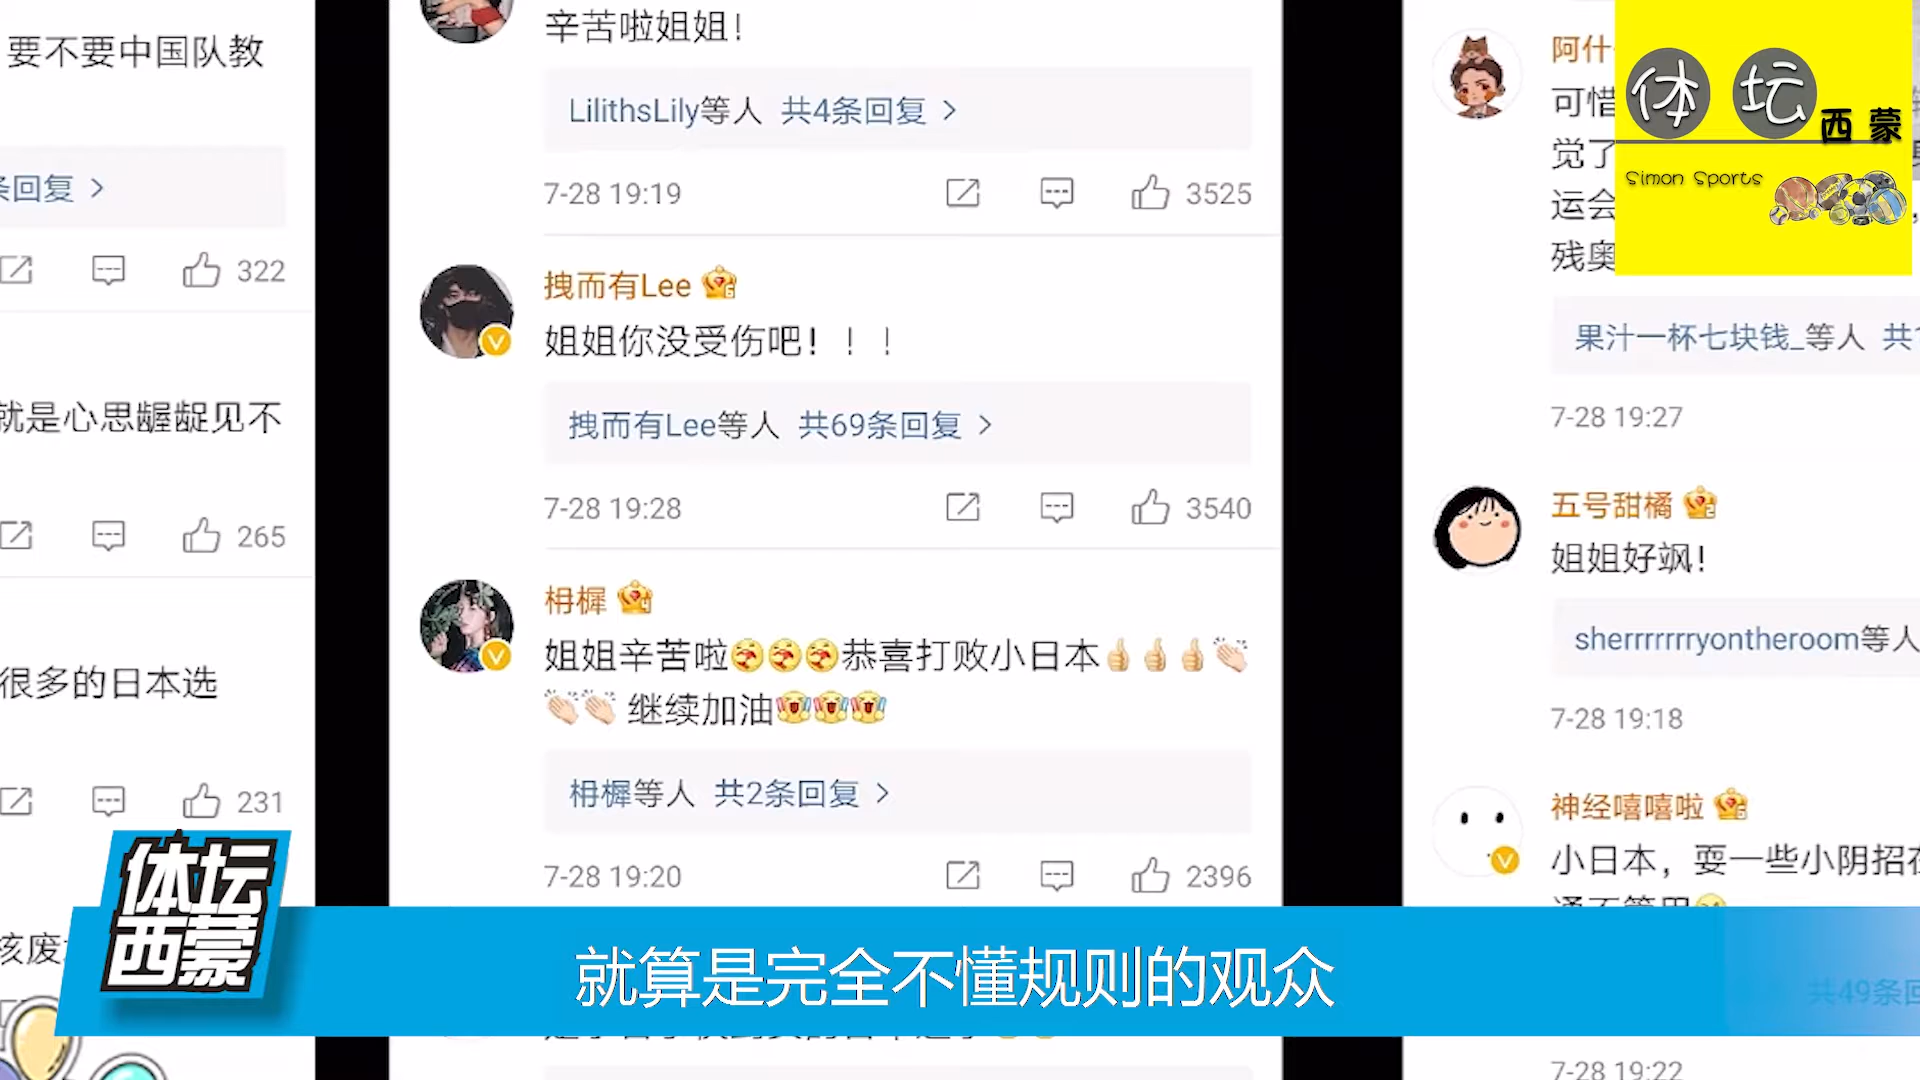 要不要中国队教
条回复 >
322
就是心思龌龊见不
265
很多的日本选
231
核废
辛苦啦姐姐！
LilithsLily等人 共4条回复 >
7-28 19:19
3525
拽而有Lee
姐姐你没受伤吧！！！
拽而有Lee等人 共69条回复 >
7-28 19:28
3540
姐姐辛苦啦恭喜打败小日本
继续加油
等人 共2条回复 >
7-28 19:20
2396
阿什
可惜
觉了
运会
残奥
果汁一杯七块钱_等人 共
7-28 19:27
五号甜橘
姐姐好飒！
sherrrrrrryontheroom等人
7-28 19:18
神经嘻嘻啦
小日本，耍一些小阴招在
共49条回
7-28 19:22
体坛
西蒙
Simon Sports
体坛
西蒙
就算是完全不懂规则的观众